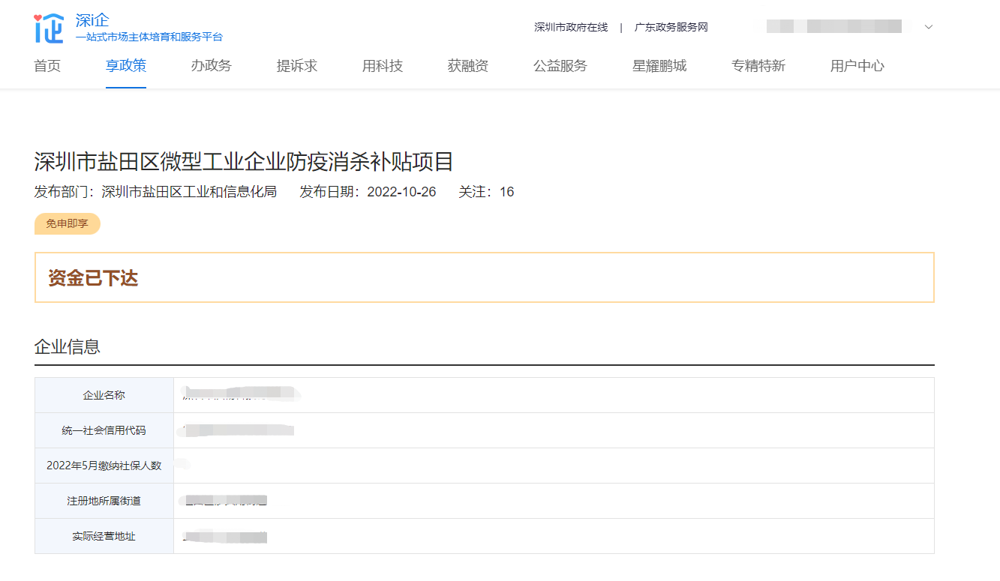 深i企
一站式市场主体培育和服务平台
深圳市政府在线 | 广东政务服务网
首页 享政策 办政务 提诉求 用科技 获融资 公益服务 星耀鹏城 专精特新 用户中心
深圳市盐田区微型工业企业防疫消杀补贴项目
发布部门：深圳市盐田区工业和信息化局 发布日期：2022-10-26 关注：16
免申即享
资金已下达
企业信息
企业名称
统一社会信用代码
2022年5月缴纳社保人数
注册地所属街道
实际经营地址